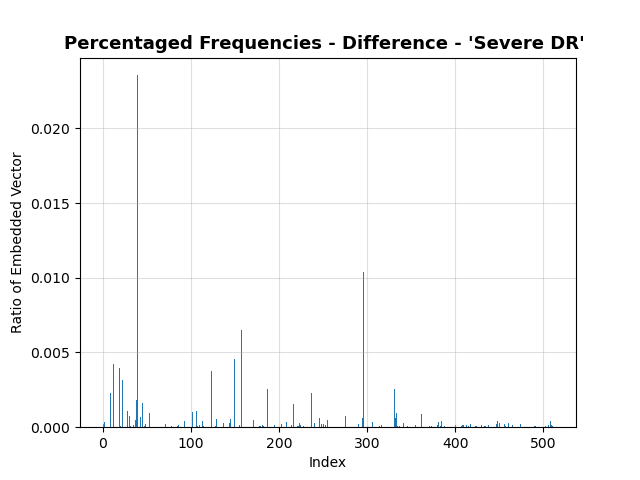 Percentaged Frequencies - Difference - 'Severe DR'
Ratio of Embedded Vector
0.020
0.015
0.010
0.005
0.000
0 100 200 300 400 500
Index